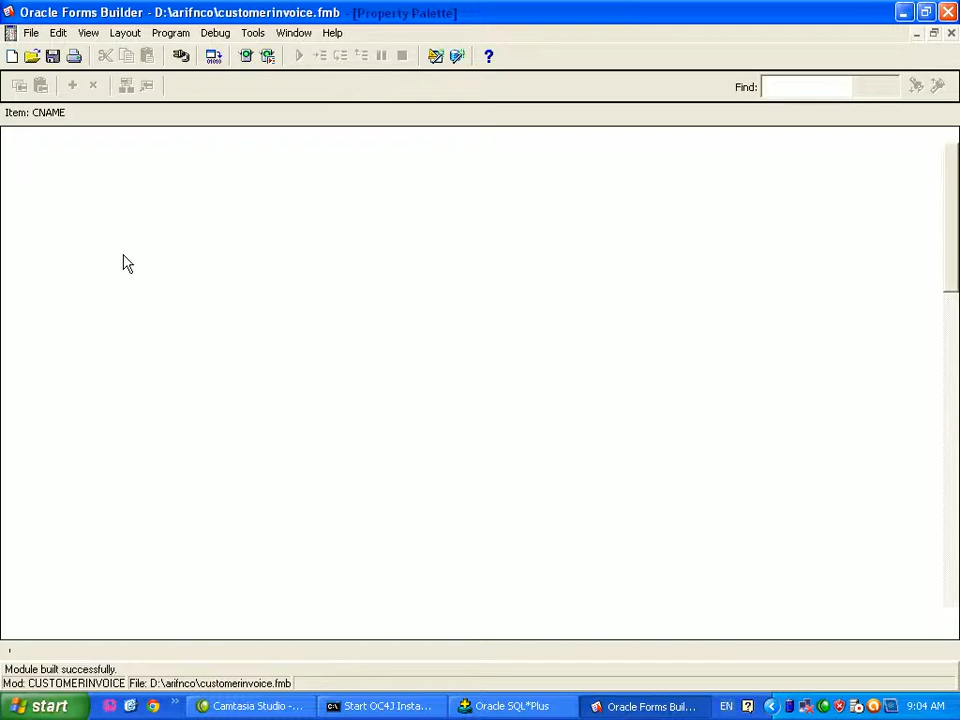 Oracle Forms Builder - D:\arifnco\customerinvoice.fmb - [Property Palette]
File Edit View Layout Program Debug Tools Window Help
Find:
Item: CNAME
Module built successfully.
Mod: CUSTOMERINVOICE File: D:\arifnco\customerinvoice.fmb
start Camtasia Studio -... Start OC4J Insta... Oracle SQL*Plus Oracle Forms Buil... EN 9:04 AM